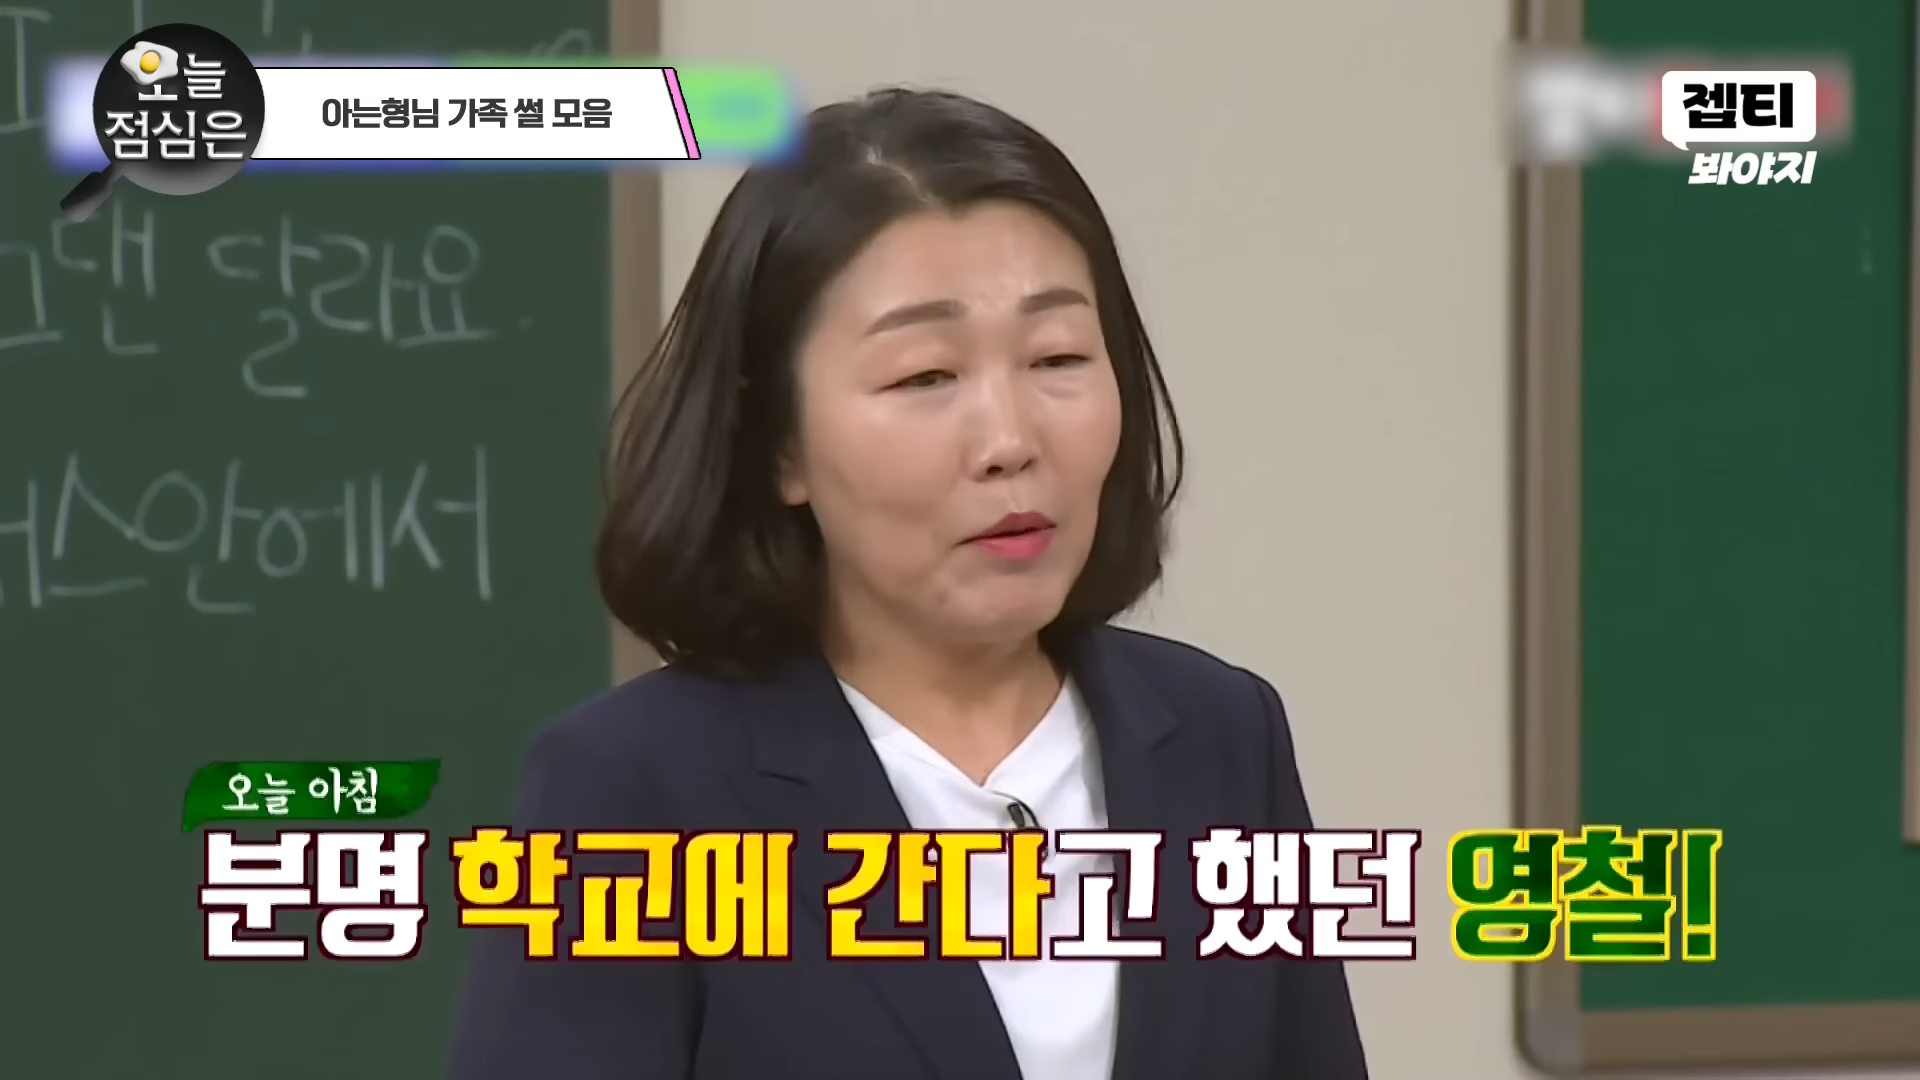 오늘
점심은
아는형님 가족 썰 모음
젭티
봐야지
그댄 달라요
버스안에서
오늘 아침
분명 학교에 간다고 했던 영철!